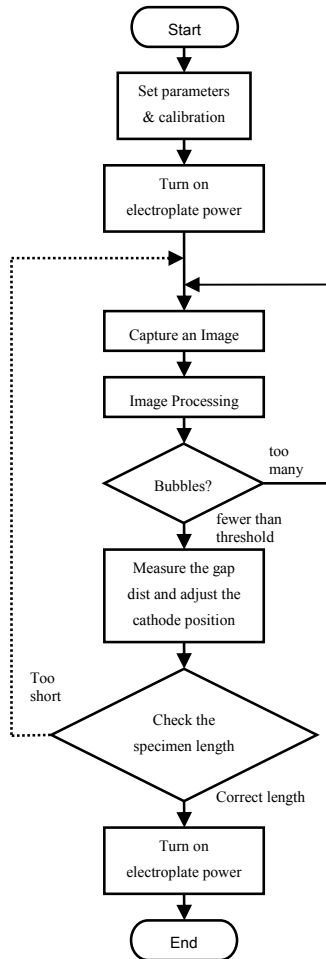 Start
Set parameters
& calibration
Turn on
electroplate power
Capture an Image
Image Processing
Bubbles?
too
many
fewer than
threshold
Measure the gap
dist and adjust the
cathode position
Too
short
Check the
specimen length
Correct length
Turn on
electroplate power
End